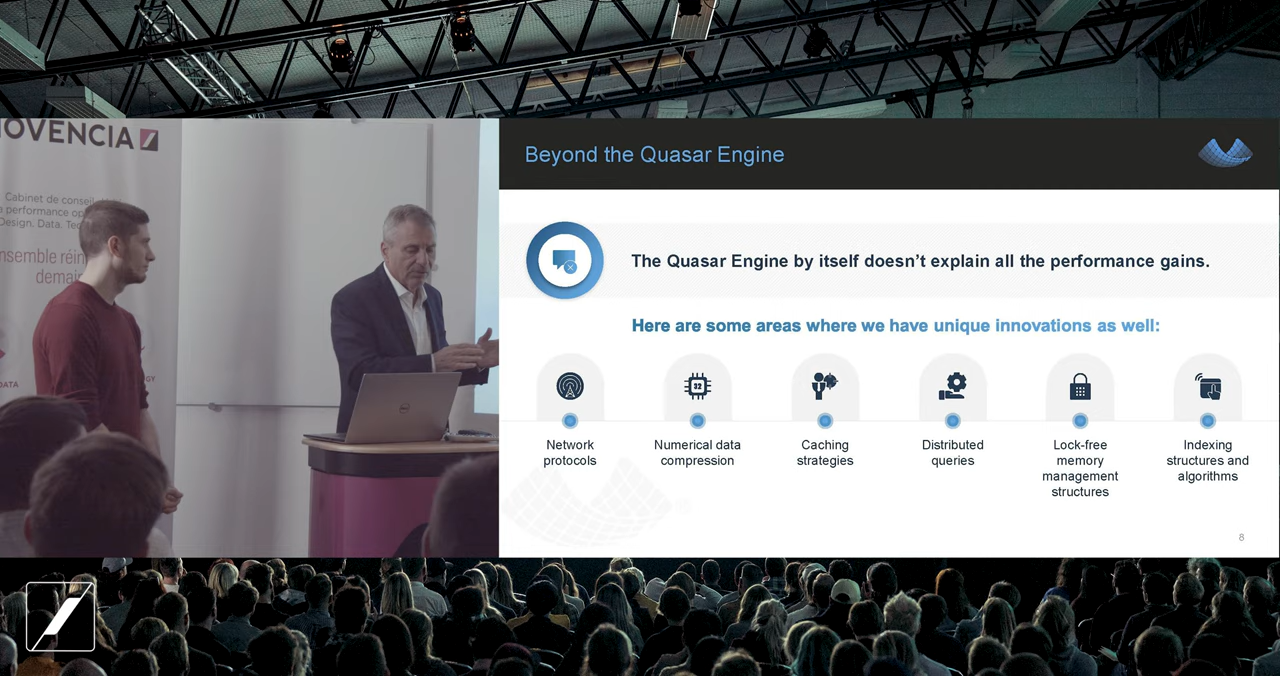 OVENCIA
Cabinet de conseil
n performance op
Design. Data. Tec
nsemble réin
demai
DATA
GY
Beyond the Quasar Engine
The Quasar Engine by itself doesn’t explain all the performance gains.
Here are some areas where we have unique innovations as well:
32
Network
protocols
Numerical data
compression
Caching
strategies
Distributed
queries
Lock-free
memory
management
structures
Indexing
structures and
algorithms
8